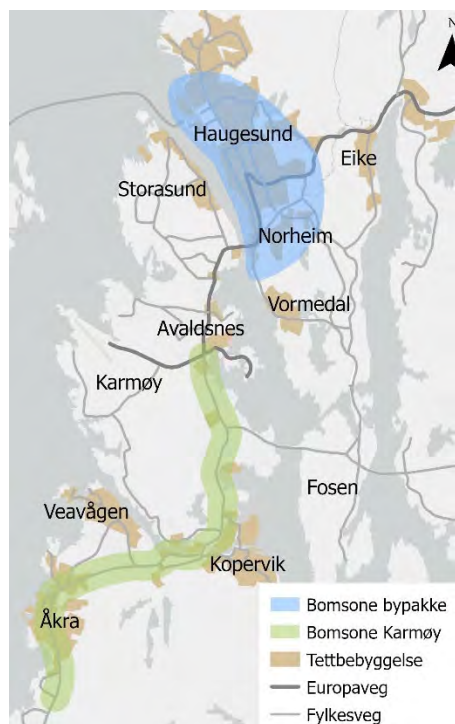 N
Haugesund
Eike
Storasund
Norheim
Vormedal
Avaldsnes
Karmøy
Fosen
Veavågen
Kopervik
Åkra
Bomsone bypakke
Bomsone Karmøy
Tettbebyggelse
Europaveg
Fylkesveg